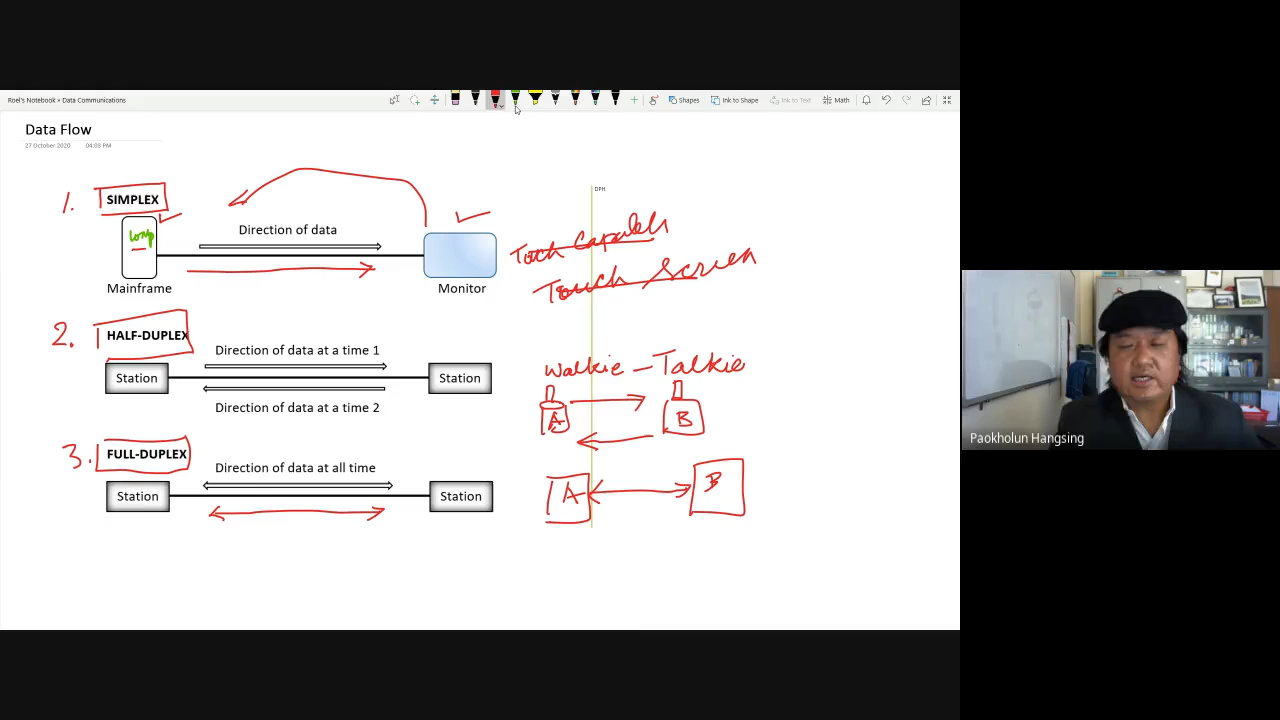 Roel's Notebook » Data Communications
Shapes
Ink to Shape
Ink to Text
Math
Data Flow
27 October 2020 04:03 PM
DPH
1. SIMPLEX
Comp
Direction of data
Mainframe
Monitor
Touch Screen
2. HALF-DUPLEX
Direction of data at a time 1
Station
Station
Direction of data at a time 2
Walkie - Talkie
A
B
3. FULL-DUPLEX
Direction of data at all time
Station
Station
A
B
Paokholun Hangsing